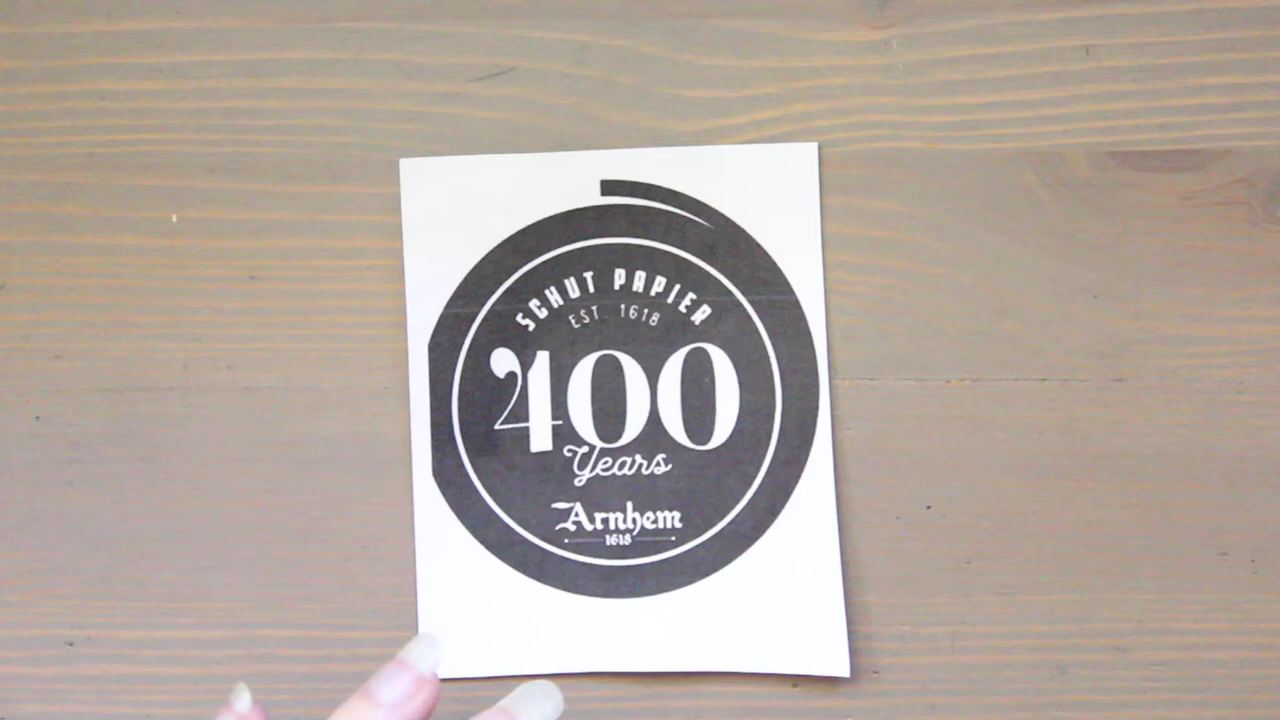 SCHUT PAPIER
EST. 1618
400
Years
Arnhem
1618